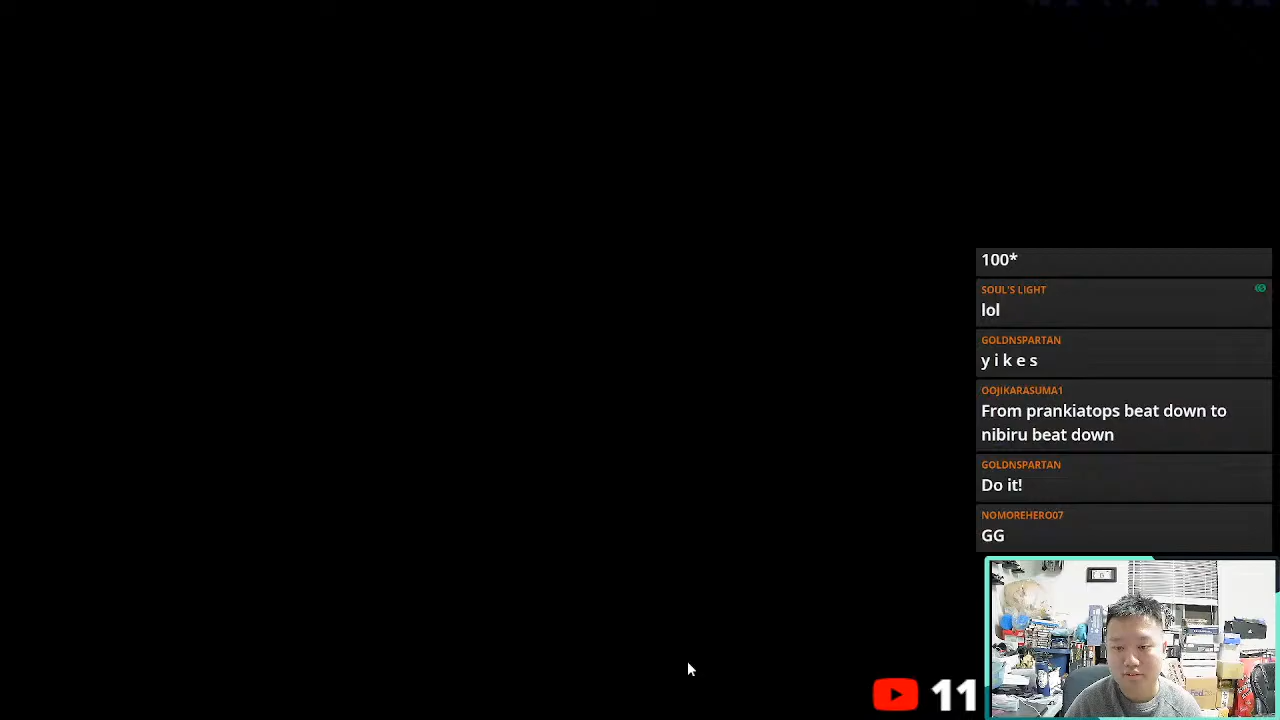 100*
SOUL'S LIGHT
lol
GOLDNSPARTAN
y i k e s
OOJIKARASUMA1
From prankiatops beat down to
nibiru beat down
GOLDNSPARTAN
Do it!
NOMOREHERO07
GG
11